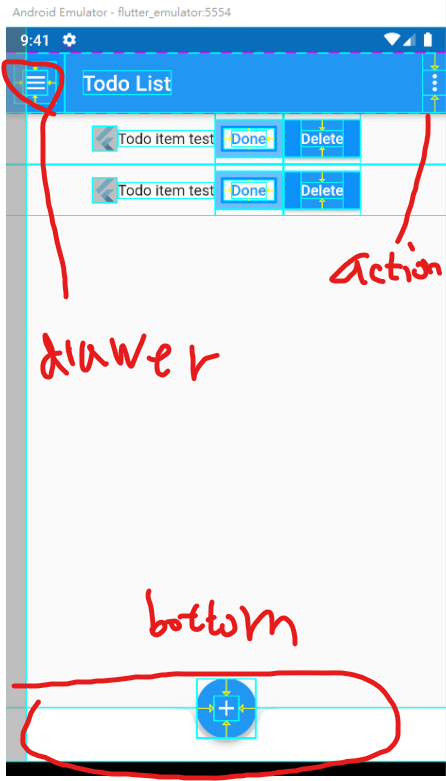 Android Emulator - flutter_emulator:5554
9:41
Todo List
Todo item test Done Delete
Todo item test Done Delete
action
drawer
bottom